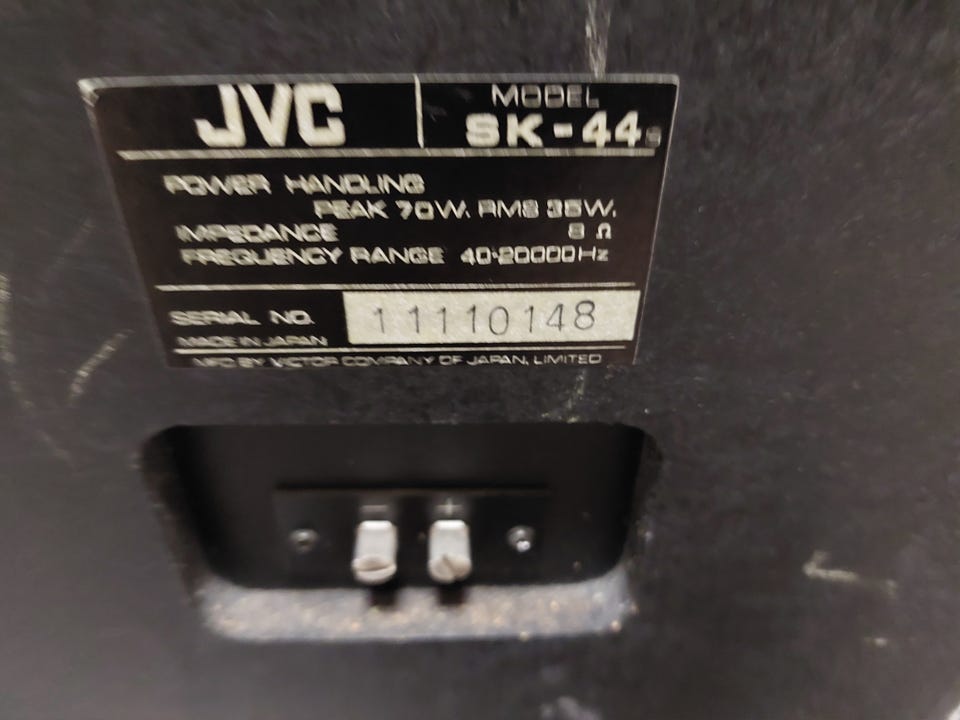 JVC
MODEL
SK-44
POWER HANDLING
PEAK 70W. RMS 35W.
IMPEDANCE 8 Ω
FREQUENCY RANGE 40-20000Hz
SERIAL NO. 11110148
MADE IN JAPAN
MFD BY VICTOR COMPANY OF JAPAN, LIMITED
- +